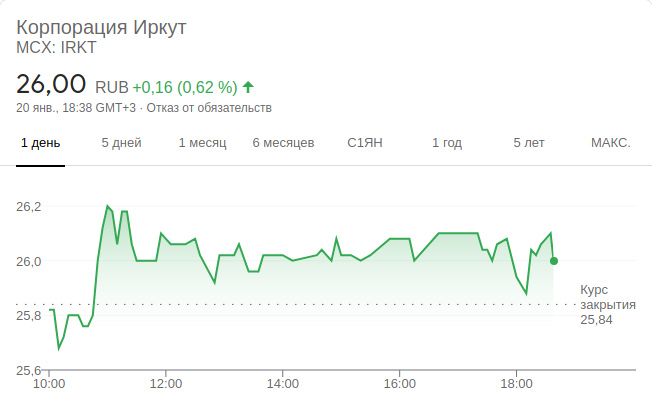 Корпорация Иркут
MCX: IRKT
26,00 RUB +0,16 (0,62 %)
20 янв., 18:38 GMT+3 · Отказ от обязательств
1 день 5 дней 1 месяц 6 месяцев С1ЯН 1 год 5 лет МАКС.
26,2
26,0
25,8
25,6
Курс
закрытия
25,84
10:00 12:00 14:00 16:00 18:00